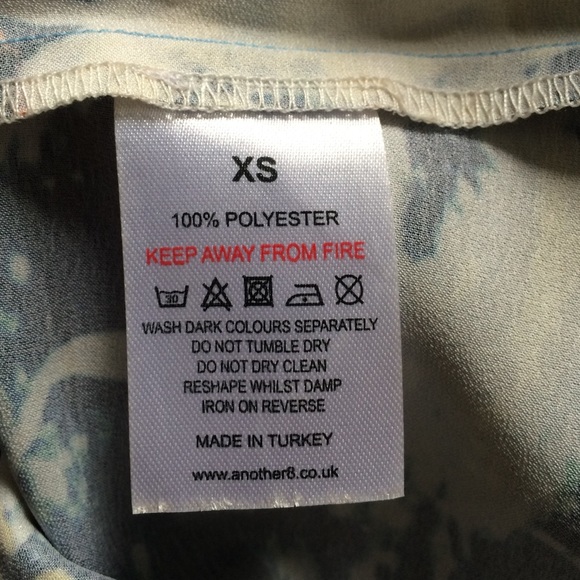 XS
100% POLYESTER
KEEP AWAY FROM FIRE
30
WASH DARK COLOURS SEPARATELY
DO NOT TUMBLE DRY
DO NOT DRY CLEAN
RESHAPE WHILST DAMP
IRON ON REVERSE
MADE IN TURKEY
www.another8.co.uk